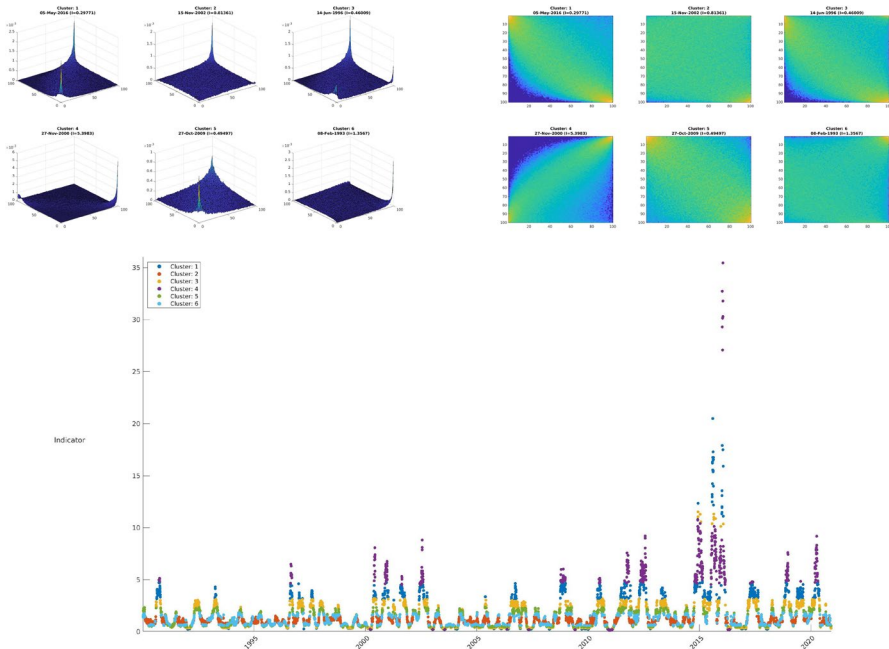 Cluster: 1
05-May-2016 (I=0.29771)
Cluster: 2
15-Nov-2002 (I=0.81361)
Cluster: 3
14-Jun-1996 (I=0.46009)
Cluster: 1
05-May-2016 (I=0.29771)
Cluster: 2
15-Nov-2002 (I=0.81361)
Cluster: 3
14-Jun-1996 (I=0.46009)
Cluster: 4
27-Nov-2000 (I=5.3983)
Cluster: 5
27-Oct-2009 (I=0.49497)
Cluster: 6
08-Feb-1993 (I=1.3567)
Cluster: 4
27-Nov-2000 (I=5.3983)
Cluster: 5
27-Oct-2009 (I=0.49497)
Cluster: 6
08-Feb-1993 (I=1.3567)
Cluster: 1
Cluster: 2
Cluster: 3
Cluster: 4
Cluster: 5
Cluster: 6
Indicator
35
30
25
20
15
10
5
0
1995
2000
2005
2010
2015
2020